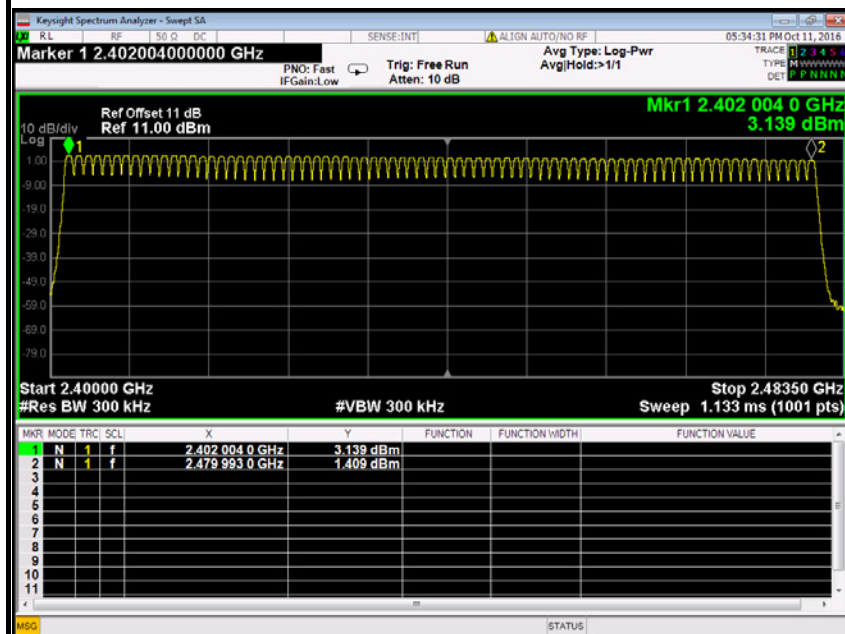 Keysight Spectrum Analyzer - Swept SA
RL RF 50 Ω DC SENSE:INT ALIGN AUTO/NO RF 05:34:31 PM Oct 11, 2016
Marker 1 2.402004000000 GHz
PNO: Fast
IFGain:Low
Trig: Free Run
Atten: 10 dB
Avg Type: Log-Pwr
Avg|Hold:>1/1
TRACE 1 2 3 4 5 6
TYPE M W W W W W
DET P P N N N N
Mkr1 2.402 004 0 GHz
3.139 dBm
Ref Offset 11 dB
10 dB/div Ref 11.00 dBm
Log
1
2
1.00
-9.00
-19.0
-29.0
-39.0
-49.0
-59.0
-69.0
-79.0
Start 2.40000 GHz Stop 2.48350 GHz
#Res BW 300 kHz #VBW 300 kHz Sweep 1.133 ms (1001 pts)
MKR MODE TRC SCL X Y FUNCTION FUNCTION WIDTH FUNCTION VALUE
1 N 1 f 2.402 004 0 GHz 3.139 dBm
2 N 1 f 2.479 993 0 GHz 1.409 dBm
3
4
5
6
7
8
9
10
11
MSG STATUS